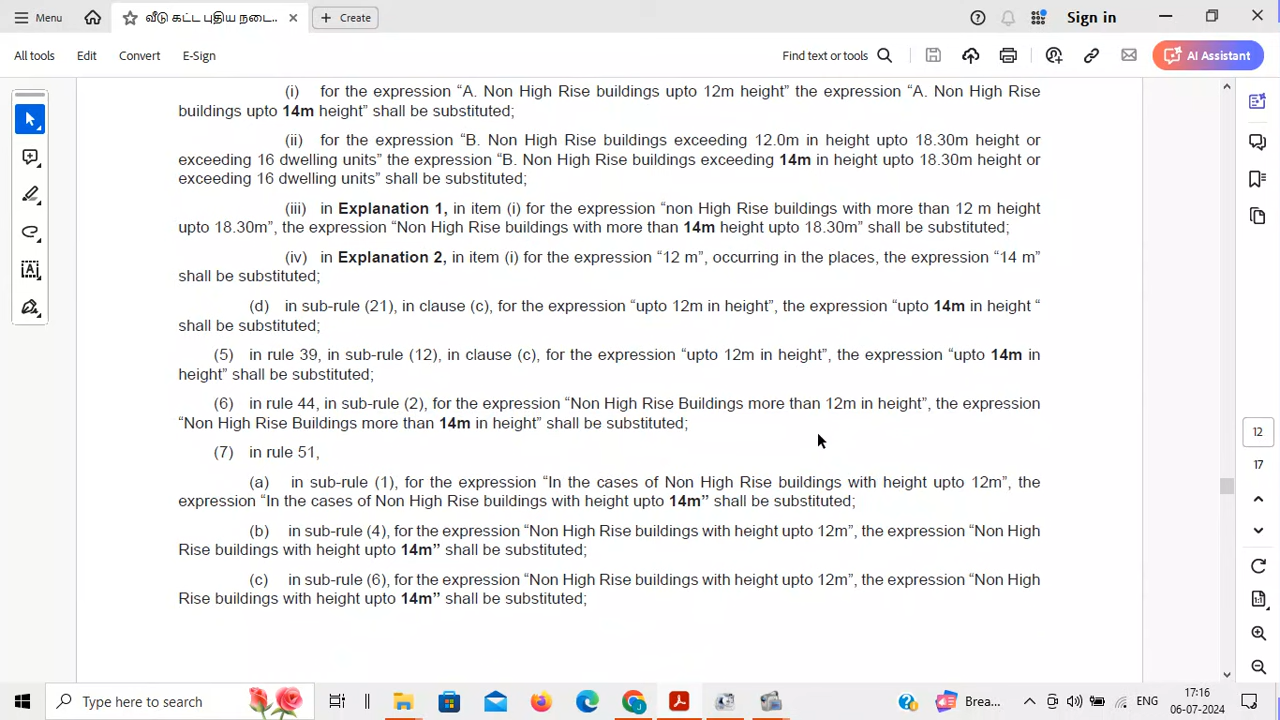 Menu
வீடு கட்ட புதிய நடை..
Create
Sign in
All tools
Edit
Convert
E-Sign
Find text or tools
AI Assistant
(i) for the expression “A. Non High Rise buildings upto 12m height” the expression “A. Non High Rise
buildings upto 14m height” shall be substituted;
(ii) for the expression “B. Non High Rise buildings exceeding 12.0m in height upto 18.30m height or
exceeding 16 dwelling units” the expression “B. Non High Rise buildings exceeding 14m in height upto 18.30m height or
exceeding 16 dwelling units” shall be substituted;
(iii) in Explanation 1, in item (i) for the expression “non High Rise buildings with more than 12 m height
upto 18.30m”, the expression “Non High Rise buildings with more than 14m height upto 18.30m” shall be substituted;
(iv) in Explanation 2, in item (i) for the expression “12 m”, occurring in the places, the expression “14 m”
shall be substituted;
(d) in sub-rule (21), in clause (c), for the expression “upto 12m in height”, the expression “upto 14m in height “
shall be substituted;
(5) in rule 39, in sub-rule (12), in clause (c), for the expression “upto 12m in height”, the expression “upto 14m in
height” shall be substituted;
(6) in rule 44, in sub-rule (2), for the expression “Non High Rise Buildings more than 12m in height”, the expression
“Non High Rise Buildings more than 14m in height” shall be substituted;
(7) in rule 51,
(a) in sub-rule (1), for the expression “In the cases of Non High Rise buildings with height upto 12m”, the
expression “In the cases of Non High Rise buildings with height upto 14m” shall be substituted;
(b) in sub-rule (4), for the expression “Non High Rise buildings with height upto 12m”, the expression “Non High
Rise buildings with height upto 14m” shall be substituted;
(c) in sub-rule (6), for the expression “Non High Rise buildings with height upto 12m”, the expression “Non High
Rise buildings with height upto 14m” shall be substituted;
12
17
Type here to search
Brea...
ENG
17:16
06-07-2024